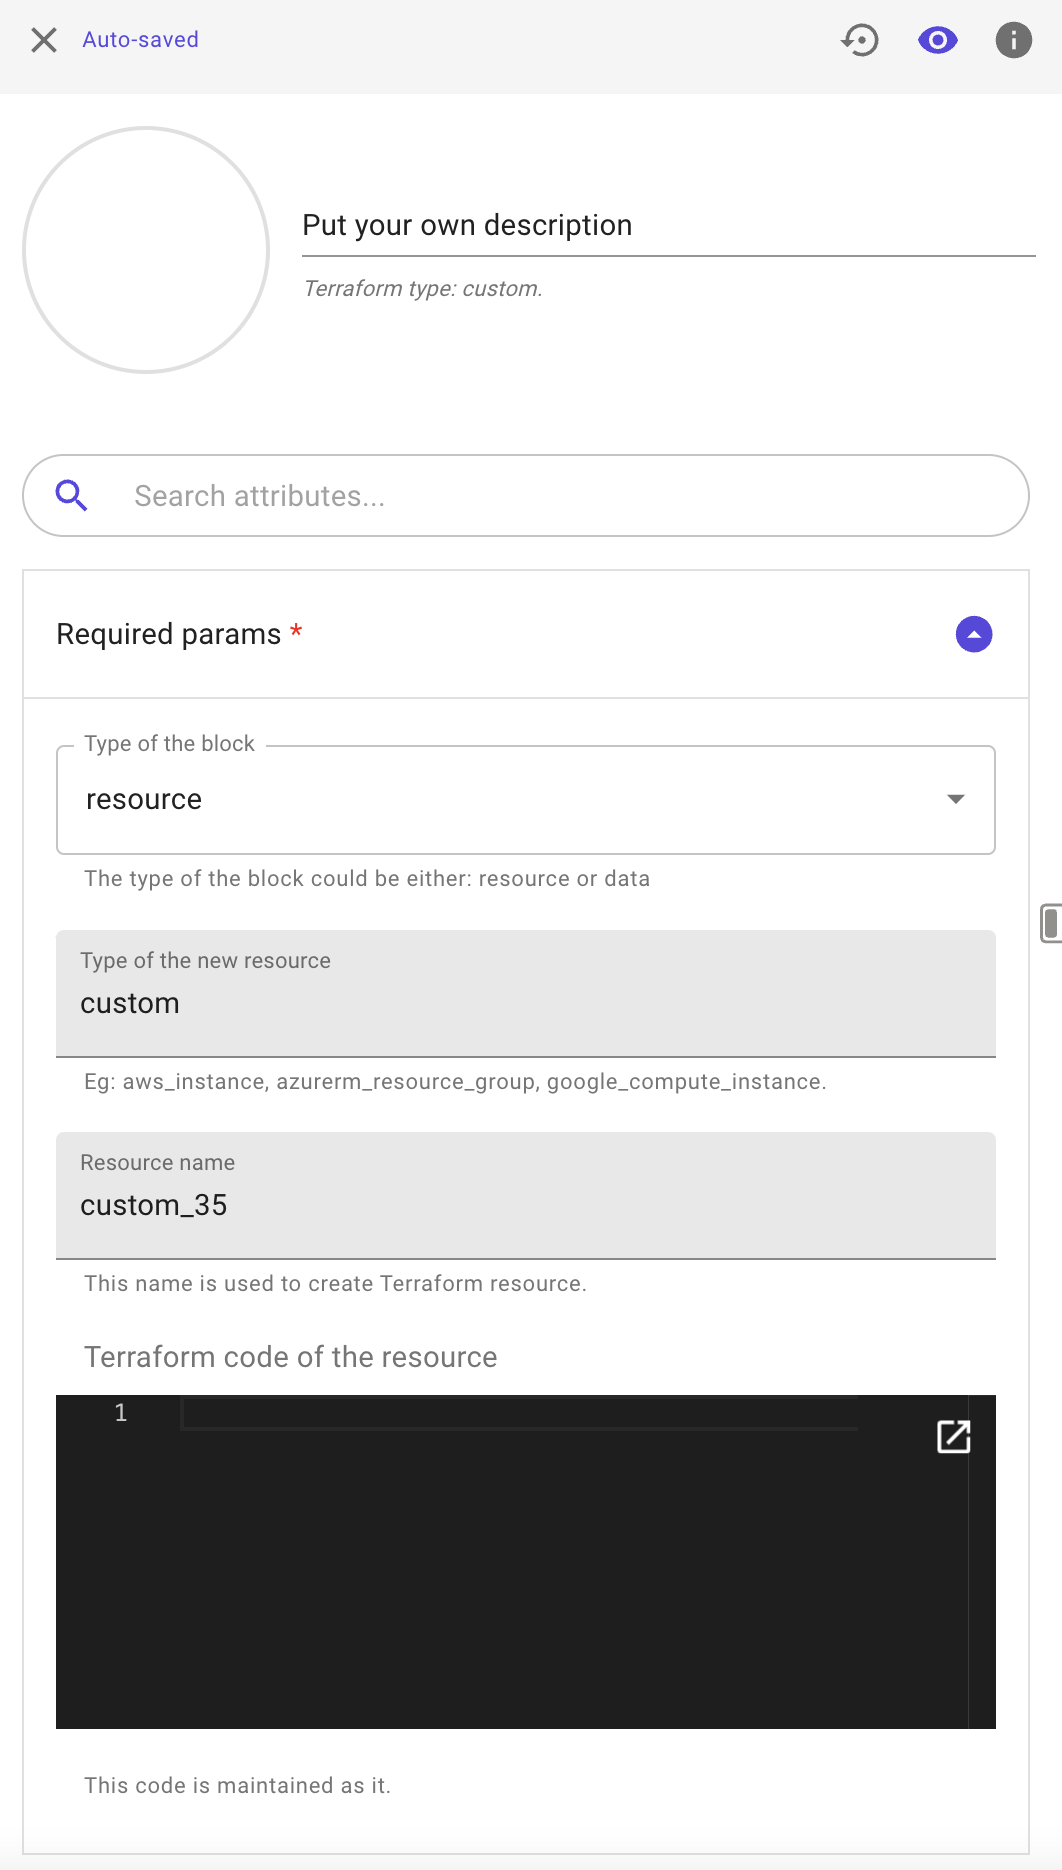 Auto-saved
Put your own description
Terraform type: custom.
Search attributes...
Required params *
Type of the block
resource
The type of the block could be either: resource or data
Type of the new resource
custom
Eg: aws_instance, azurerm_resource_group, google_compute_instance.
Resource name
custom_35
This name is used to create Terraform resource.
Terraform code of the resource
1
This code is maintained as it.